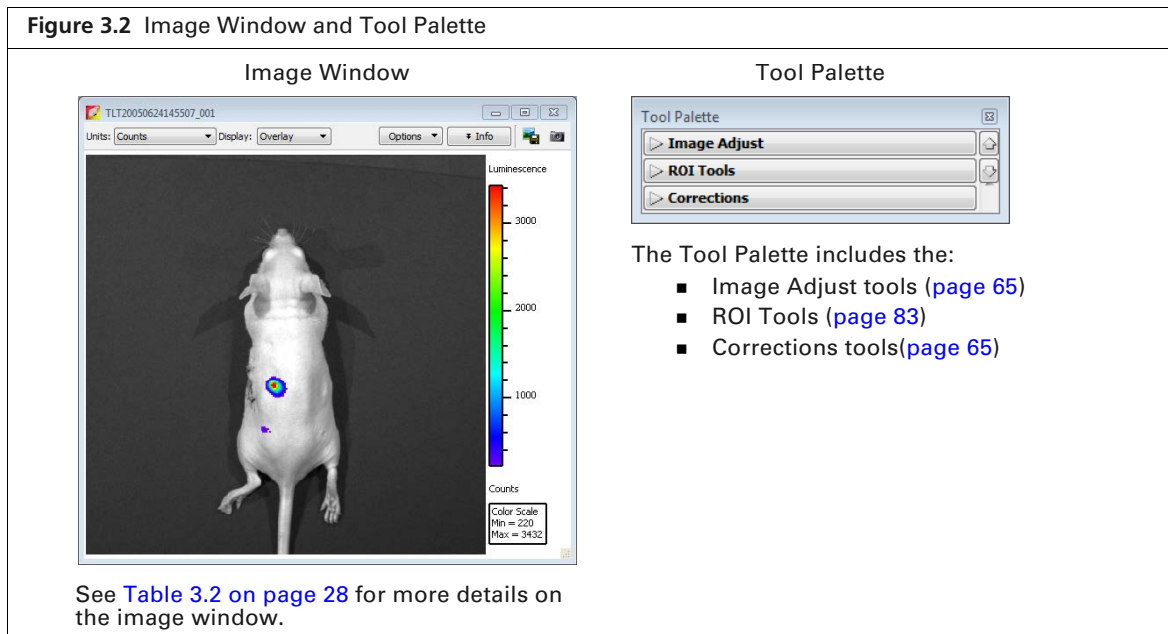 Figure 3.2 Image Window and Tool Palette
Image Window
TLT20050624145507_001
Units: Counts Display: Overlay Options Info
Luminescence
3000
2000
1000
Counts
Color Scale
Min = 220
Max = 3432
See Table 3.2 on page 28 for more details on
the image window.
Tool Palette
Tool Palette
Image Adjust
ROI Tools
Corrections
The Tool Palette includes the:
■ Image Adjust tools (page 65)
■ ROI Tools (page 83)
■ Corrections tools(page 65)